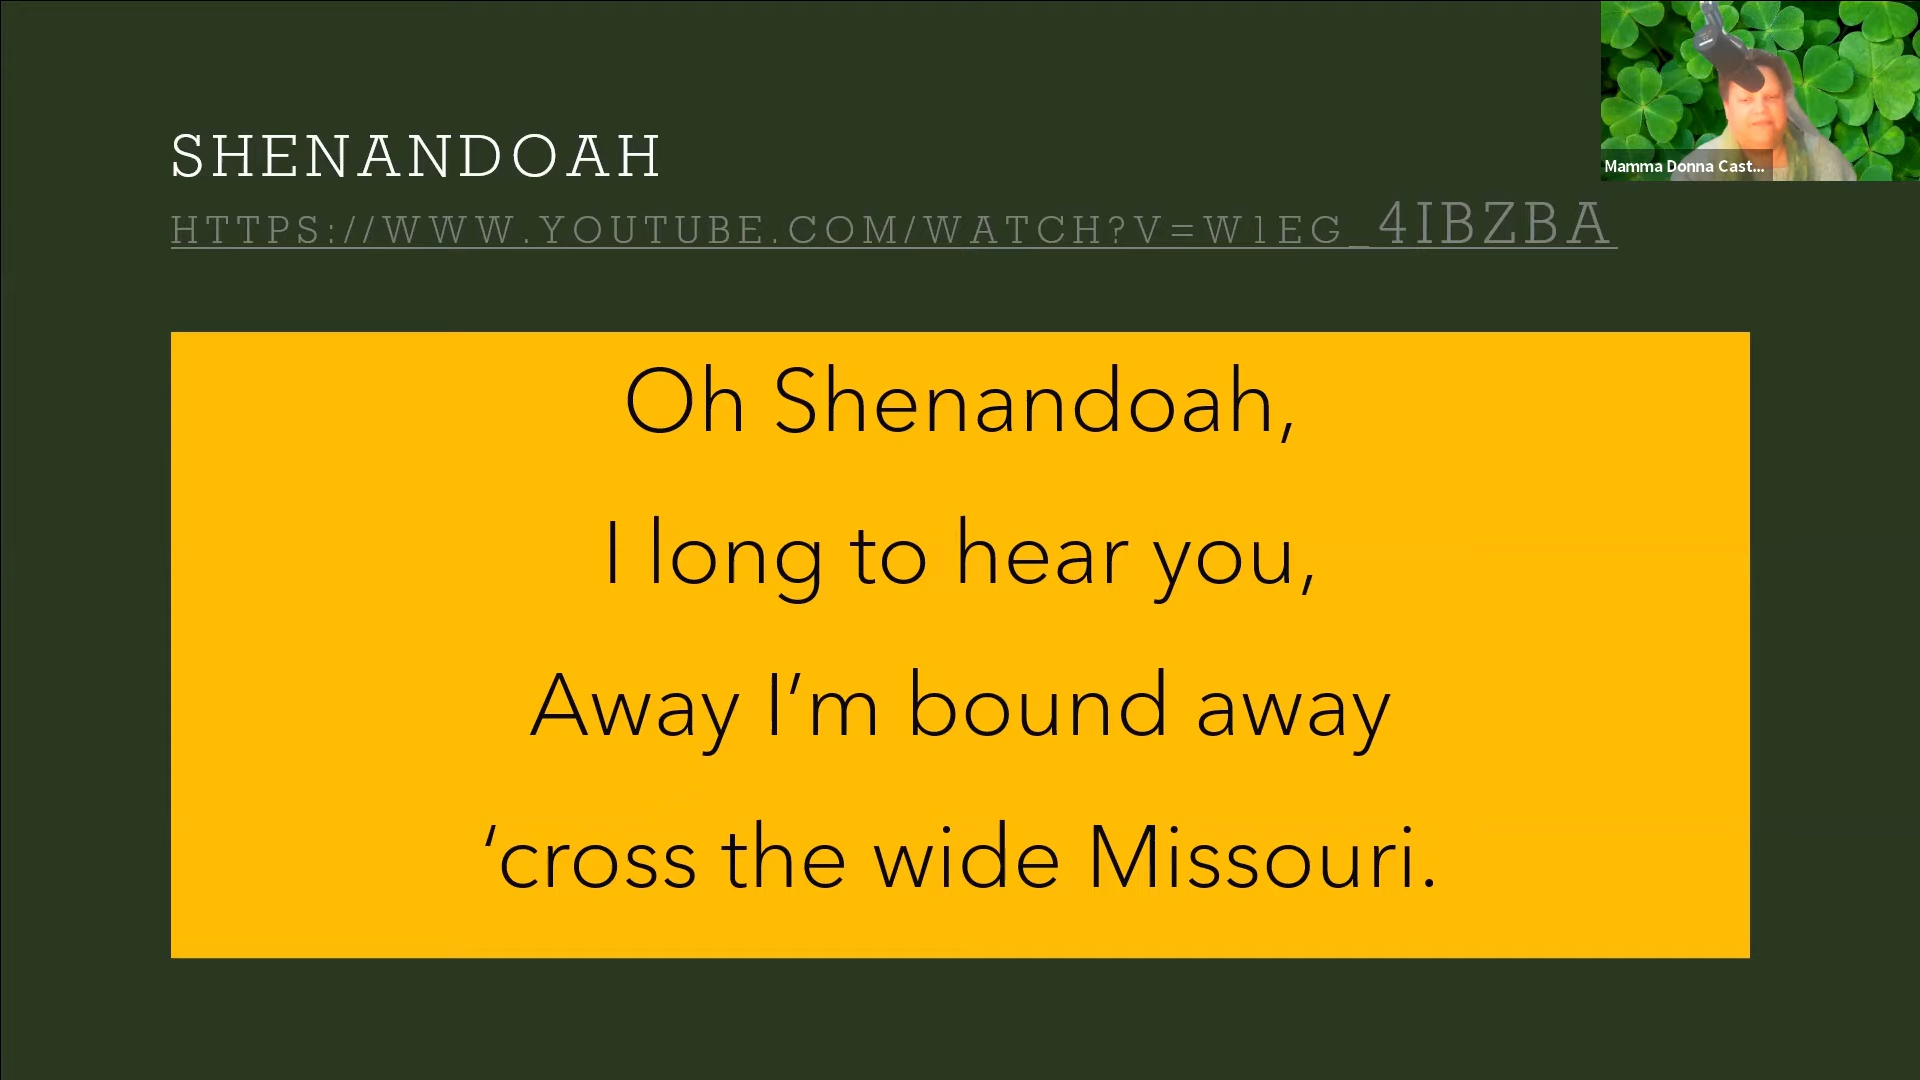 SHENANDOAH
HTTPS://WWW.YOUTUBE.COM/WATCH?V=W1EG_4IBZBA
Mamma Donna Cast...
Oh Shenandoah,
I long to hear you,
Away I’m bound away
‘cross the wide Missouri.